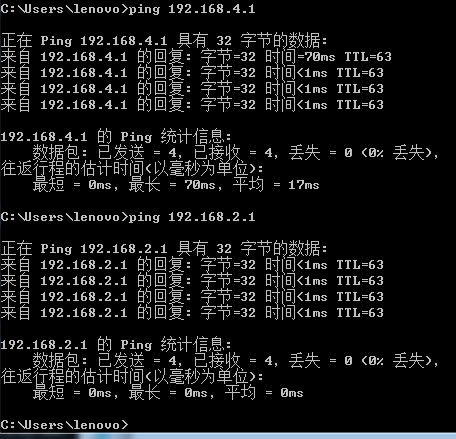 C:\Users\lenovo>ping 192.168.4.1
正在 Ping 192.168.4.1 具有 32 字节的数据:
来自 192.168.4.1 的回复: 字节=32 时间=70ms TTL=63
来自 192.168.4.1 的回复: 字节=32 时间<1ms TTL=63
来自 192.168.4.1 的回复: 字节=32 时间<1ms TTL=63
来自 192.168.4.1 的回复: 字节=32 时间<1ms TTL=63
192.168.4.1 的 Ping 统计信息:
数据包: 已发送 = 4, 已接收 = 4, 丢失 = 0 (0% 丢失),
往返行程的估计时间(以毫秒为单位):
最短 = 0ms, 最长 = 70ms, 平均 = 17ms
C:\Users\lenovo>ping 192.168.2.1
正在 Ping 192.168.2.1 具有 32 字节的数据:
来自 192.168.2.1 的回复: 字节=32 时间<1ms TTL=63
来自 192.168.2.1 的回复: 字节=32 时间<1ms TTL=63
来自 192.168.2.1 的回复: 字节=32 时间<1ms TTL=63
来自 192.168.2.1 的回复: 字节=32 时间<1ms TTL=63
192.168.2.1 的 Ping 统计信息:
数据包: 已发送 = 4, 已接收 = 4, 丢失 = 0 (0% 丢失),
往返行程的估计时间(以毫秒为单位):
最短 = 0ms, 最长 = 0ms, 平均 = 0ms
C:\Users\lenovo>